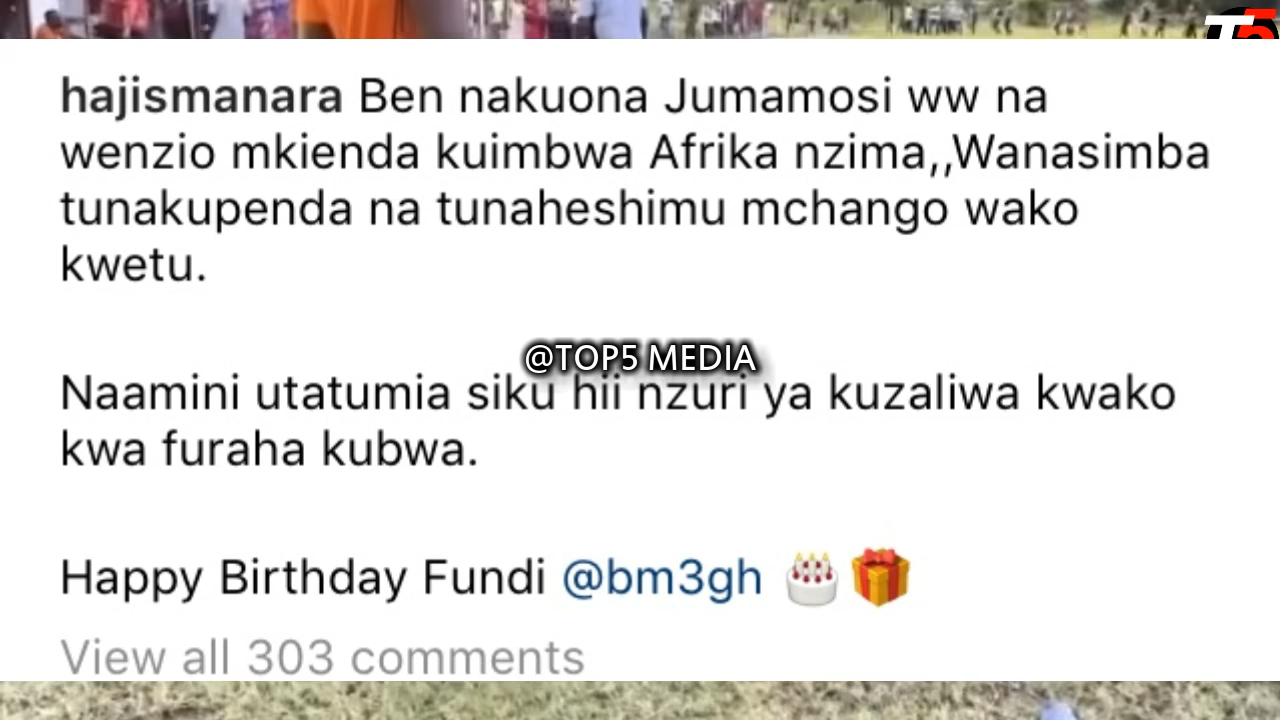 T5
hajismanara Ben nakuona Jumamosi ww na
wenzio mkienda kuimbwa Afrika nzima,,Wanasimba
tunakupenda na tunaheshimu mchango wako
kwetu.
@TOP5 MEDIA
Naamini utatumia siku hii nzuri ya kuzaliwa kwako
kwa furaha kubwa.
Happy Birthday Fundi @bm3gh 🎂🎁
View all 303 comments